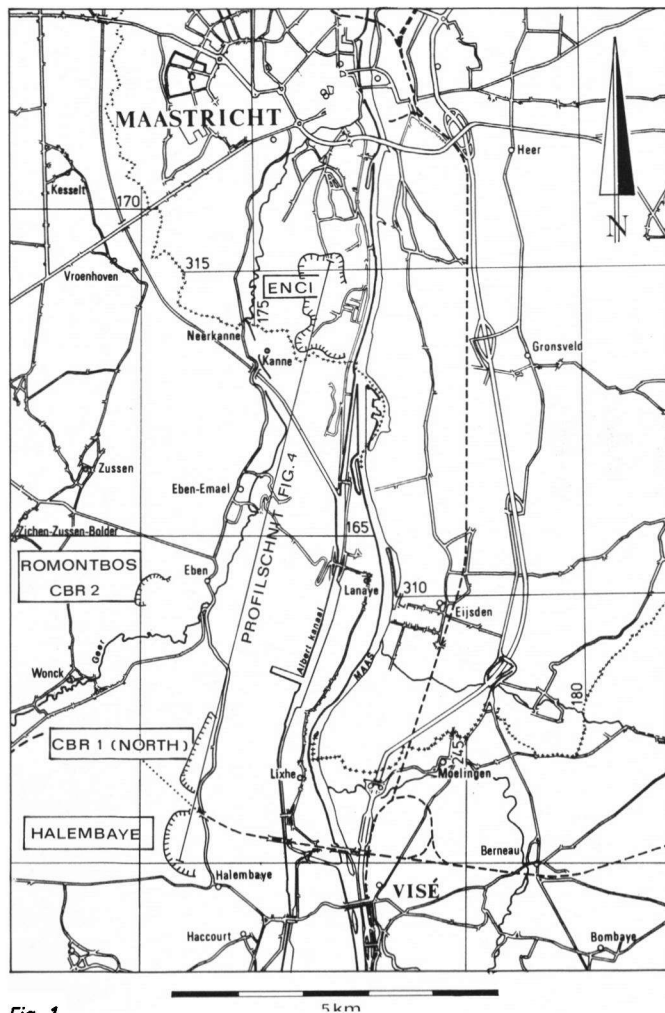 MAASTRICHT
Heer
Kesselt
170
N
Vroenhoven
315
ENCI
175
Neerkanne
Kanne
Gronsveld
Zussen
Eben-Emael
PROFILSCHNITT (FIG. 4)
Zichen-Zussen-Bolder
165
ROMONTBOS
CBR 2
Eben
Lanaye
310
Eijsden
Geer
Albert kanaal
MAAS
Wonck
180
CBR 1 (NORTH)
245
Moelingen
Lixhe
HALEMBAYE
Berneau
Halembaye
VISÉ
Haccourt
Bombaye
5 km
Fig. 1